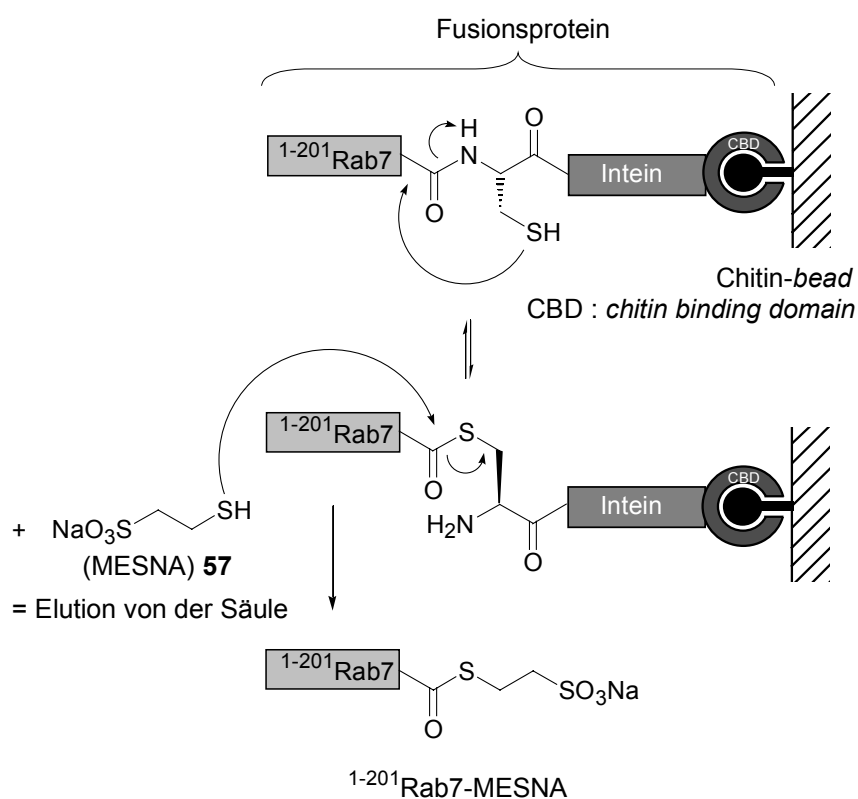 Fusionsprotein
1-201Rab7
H
N
O
O
SH
Intein
CBD
Chitin-bead
CBD : chitin binding domain
1-201Rab7
S
O
H2N
O
Intein
CBD
+ NaO3S
SH
(MESNA) 57
= Elution von der Säule
1-201Rab7
S
O
SO3Na
1-201Rab7-MESNA